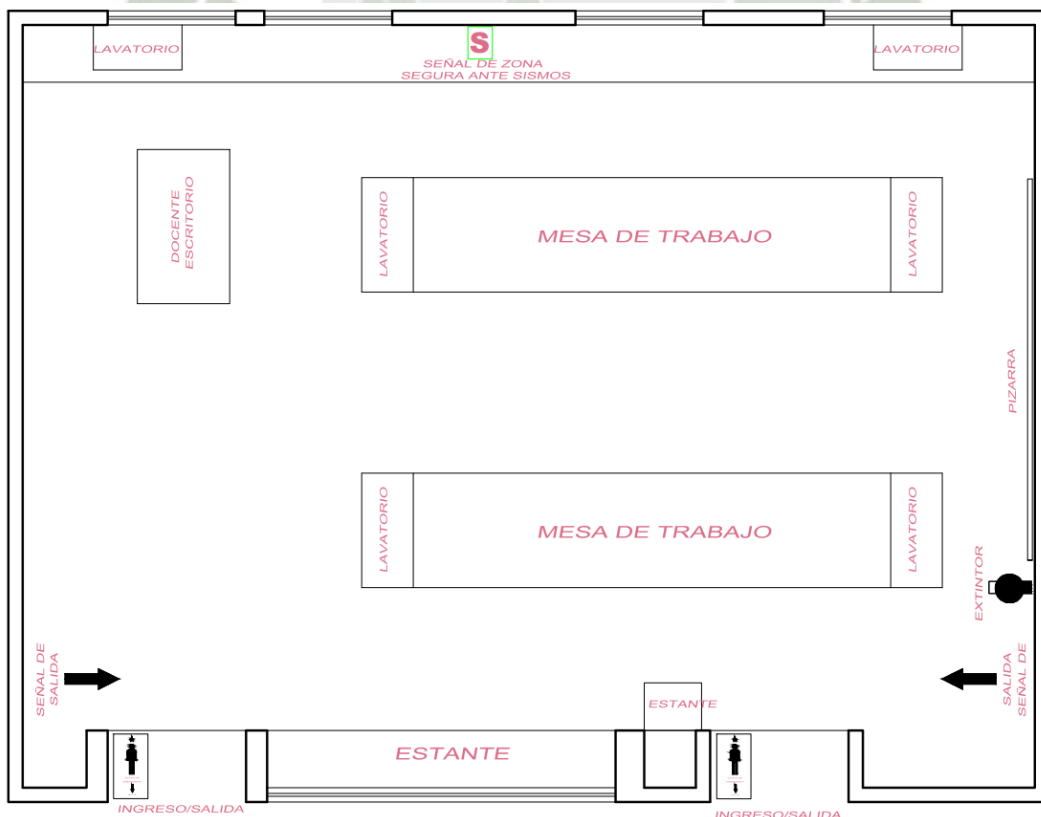 LAVATORIO
S
LAVATORIO
SEÑAL DE ZONA
SEGURA ANTE SISMOS
DOCENTE
ESCRITORIO
LAVATORIO
MESA DE TRABAJO
LAVATORIO
PIZARRA
LAVATORIO
MESA DE TRABAJO
LAVATORIO
EXTINTOR
SEÑAL DE
SALIDA
SALIDA
SEÑAL DE
ESTANTE
ESTANTE
INGRESO/SALIDA
INGRESO/SALIDA